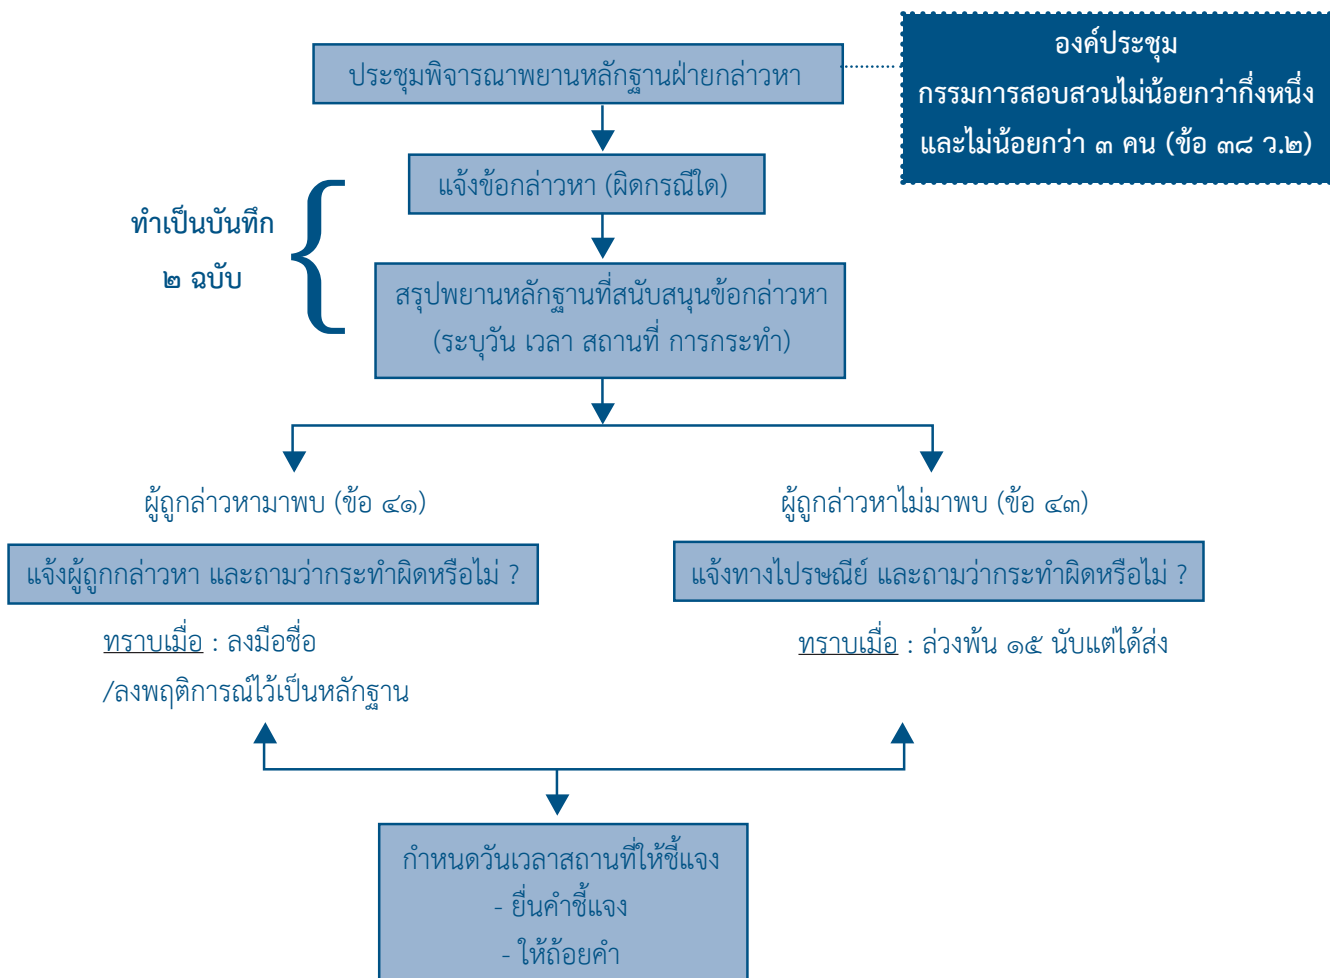 องค์ประชุม
กรรมการสอบสวนไม่น้อยกว่ากึ่งหนึ่ง
และไม่น้อยกว่า ๓ คน (ข้อ ๓๘ ว.๒)
ประชุมพิจารณาพยานหลักฐานฝ่ายกล่าวหา
แจ้งข้อกล่าวหา (ผิดกรณีใด)
ทำเป็นบันทึก
๒ ฉบับ
สรุปพยานหลักฐานที่สนับสนุนข้อกล่าวหา
(ระบุวัน เวลา สถานที่ การกระทำ)
ผู้ถูกล่าวหามาพบ (ข้อ ๔๑)
ผู้ถูกล่าวหาไม่มาพบ (ข้อ ๔๓)
แจ้งผู้ถูกกล่าวหา และถามว่ากระทำผิดหรือไม่ ?
แจ้งทางไปรษณีย์ และถามว่ากระทำผิดหรือไม่ ?
ทราบเมื่อ : ลงมือชื่อ
/ลงพฤติการณ์ไว้เป็นหลักฐาน
ทราบเมื่อ : ล่วงพ้น ๑๕ นับแต่ได้ส่ง
กำหนดวันเวลาสถานที่ให้ชี้แจง
- ยื่นคำชี้แจง
- ให้ถ้อยคำ